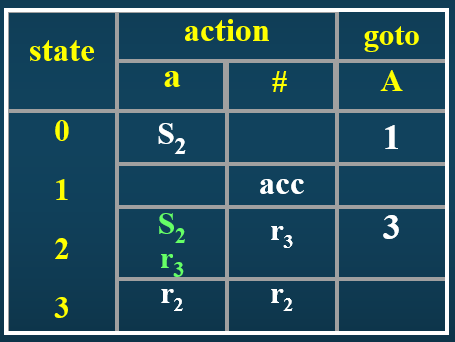 state action goto
a # A
0 S₂ 1
1 acc
2 S₂ r₃ 3
r₃
3 r₂ r₂